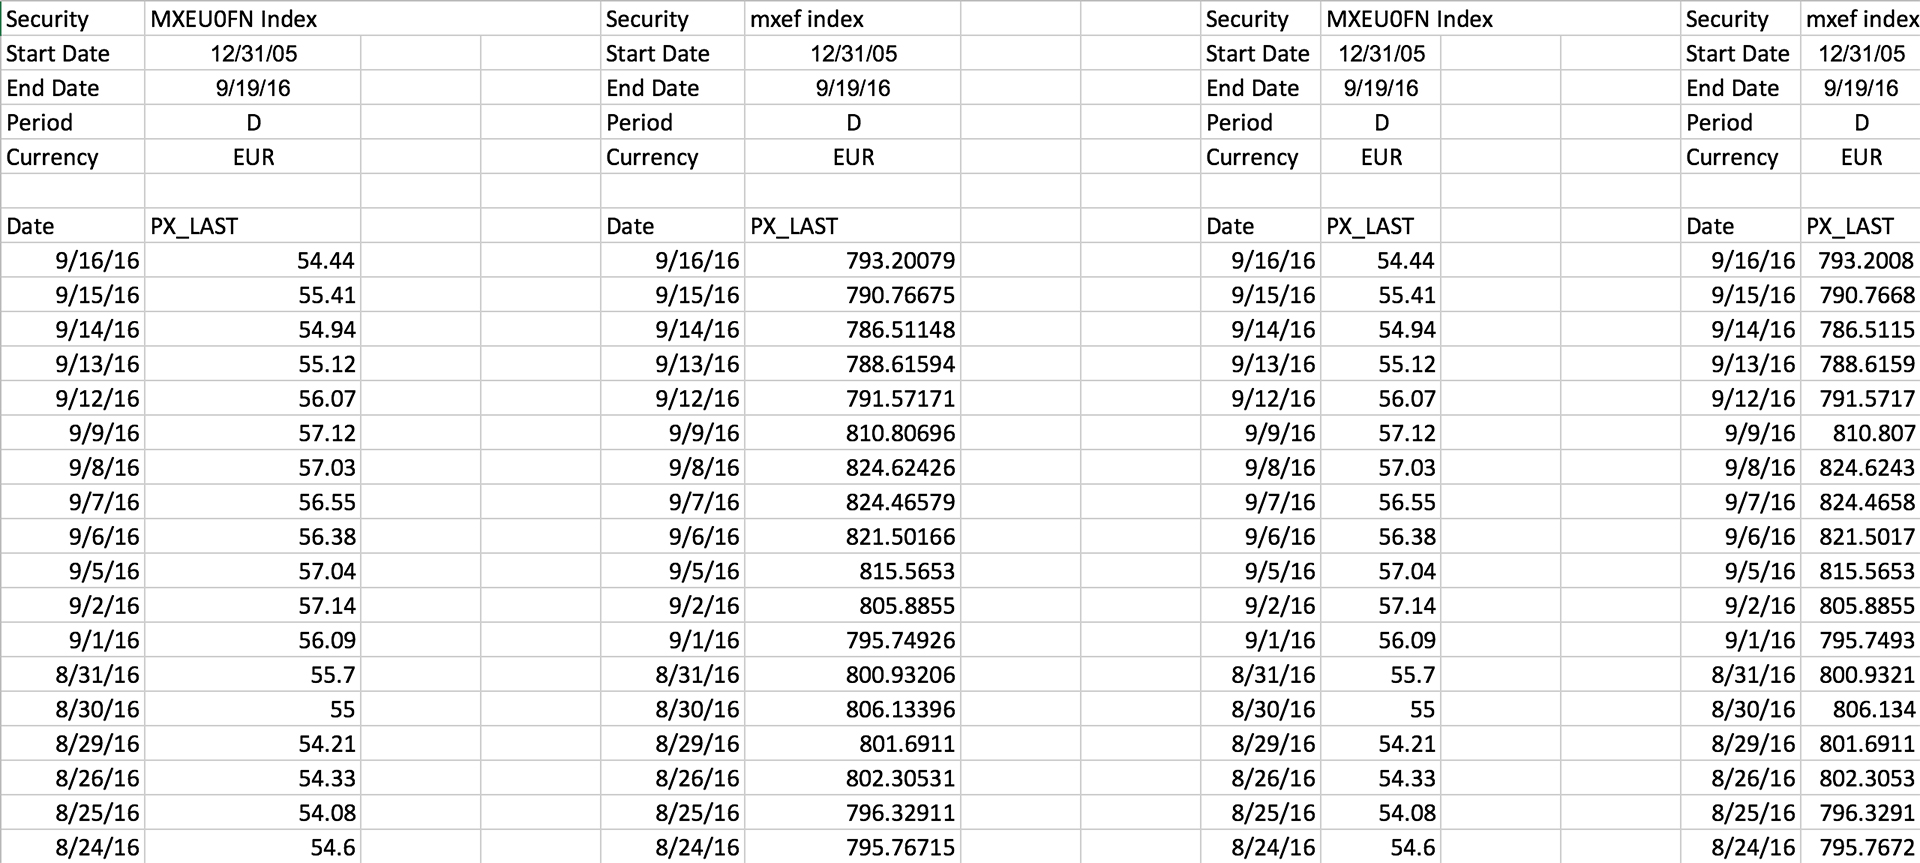 Security MXEU0FN Index Security mxef index Security MXEU0FN Index Security mxef index
Start Date 12/31/05 Start Date 12/31/05 Start Date 12/31/05 Start Date 12/31/05
End Date 9/19/16 End Date 9/19/16 End Date 9/19/16 End Date 9/19/16
Period D Period D Period D Period D
Currency EUR Currency EUR Currency EUR Currency EUR
Date PX_LAST Date PX_LAST Date PX_LAST Date PX_LAST
9/16/16 54.44 9/16/16 793.20079 9/16/16 54.44 9/16/16 793.2008
9/15/16 55.41 9/15/16 790.76675 9/15/16 55.41 9/15/16 790.7668
9/14/16 54.94 9/14/16 786.51148 9/14/16 54.94 9/14/16 786.5115
9/13/16 55.12 9/13/16 788.61594 9/13/16 55.12 9/13/16 788.6159
9/12/16 56.07 9/12/16 791.57171 9/12/16 56.07 9/12/16 791.5717
9/9/16 57.12 9/9/16 810.80696 9/9/16 57.12 9/9/16 810.807
9/8/16 57.03 9/8/16 824.62426 9/8/16 57.03 9/8/16 824.6243
9/7/16 56.55 9/7/16 824.46579 9/7/16 56.55 9/7/16 824.4658
9/6/16 56.38 9/6/16 821.50166 9/6/16 56.38 9/6/16 821.5017
9/5/16 57.04 9/5/16 815.5653 9/5/16 57.04 9/5/16 815.5653
9/2/16 57.14 9/2/16 805.8855 9/2/16 57.14 9/2/16 805.8855
9/1/16 56.09 9/1/16 795.74926 9/1/16 56.09 9/1/16 795.7493
8/31/16 55.7 8/31/16 800.93206 8/31/16 55.7 8/31/16 800.9321
8/30/16 55 8/30/16 806.13396 8/30/16 55 8/30/16 806.134
8/29/16 54.21 8/29/16 801.6911 8/29/16 54.21 8/29/16 801.6911
8/26/16 54.33 8/26/16 802.30531 8/26/16 54.33 8/26/16 802.3053
8/25/16 54.08 8/25/16 796.32911 8/25/16 54.08 8/25/16 796.3291
8/24/16 54.6 8/24/16 795.76715 8/24/16 54.6 8/24/16 795.7672